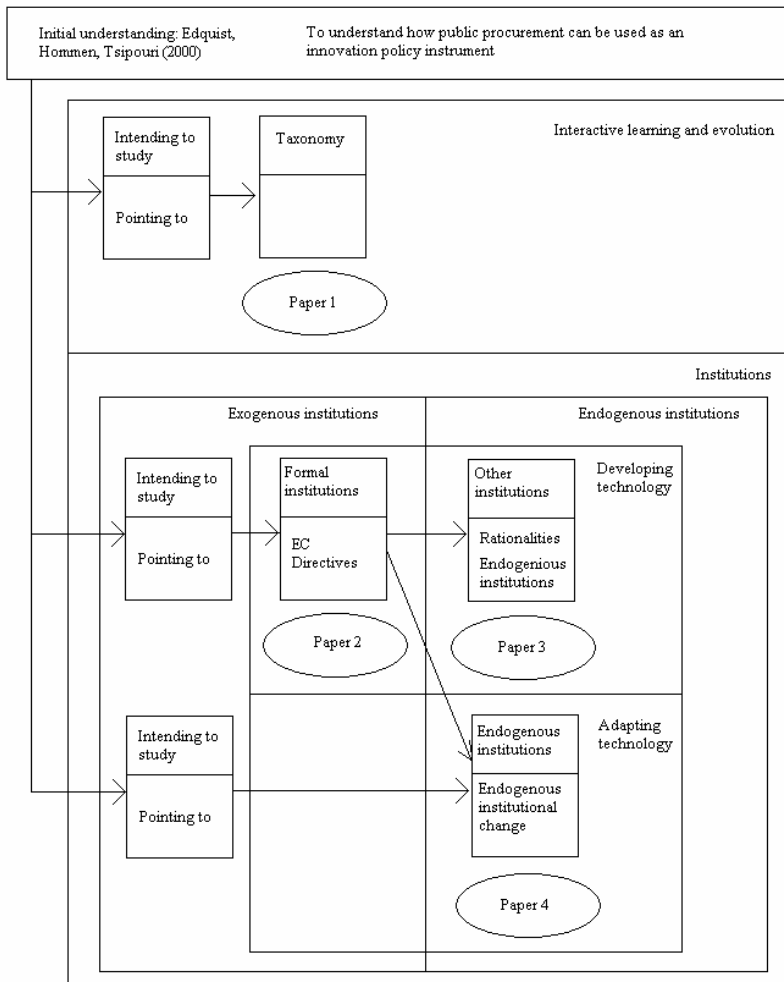 Initial understanding: Edquist,
Hommen, Tsipouri (2000)
To understand how public procurement can be used as an
innovation policy instrument
Interactive learning and evolution
Intending to
study
Pointing to
Taxonomy
Paper 1
Institutions
Exogenous institutions
Endogenous institutions
Intending to
study
Pointing to
Formal
institutions
EC
Directives
Paper 2
Other
institutions
Rationalities
Endogenious
institutions
Developing
technology
Paper 3
Intending to
study
Pointing to
Endogenous
institutions
Endogenous
institutional
change
Adapting
technology
Paper 4